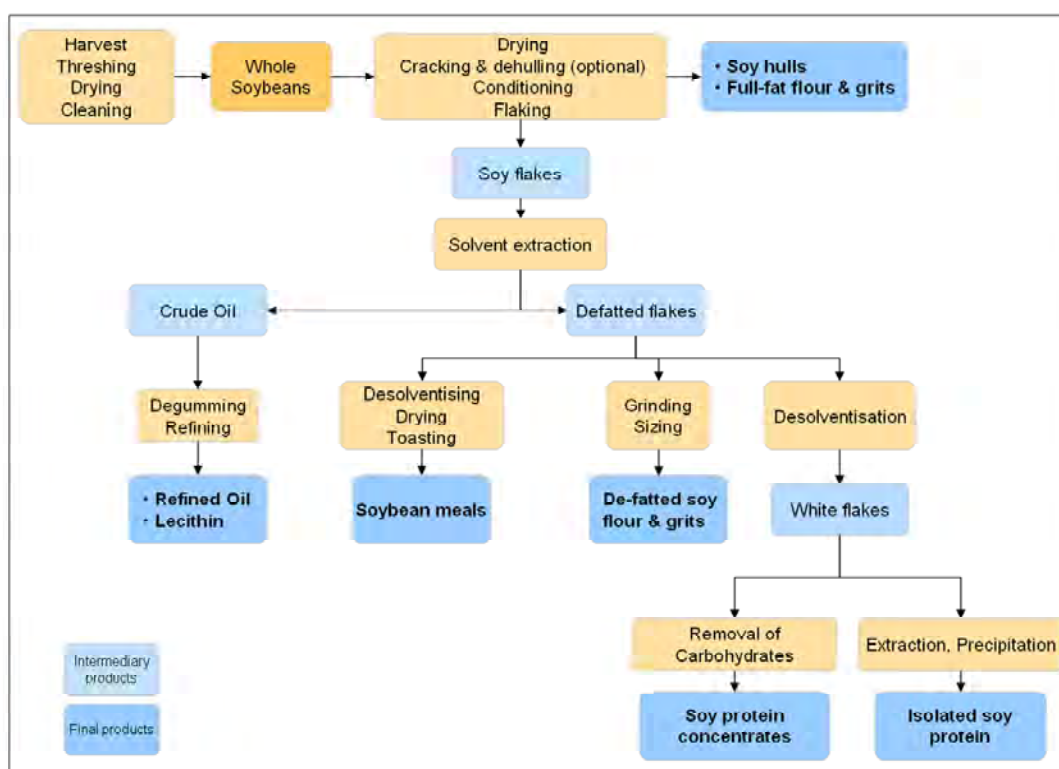 Harvest
Threshing
Drying
Cleaning
Whole
Soybeans
Drying
Cracking & dehulling (optional)
Conditioning
Flaking
• Soy hulls
• Full-fat flour & grits
Soy flakes
Solvent extraction
Crude Oil
Defatted flakes
Degumming
Refining
Desolventising
Drying
Toasting
Grinding
Sizing
Desolventisation
• Refined Oil
• Lecithin
Soybean meals
De-fatted soy
flour & grits
White flakes
Removal of
Carbohydrates
Extraction, Precipitation
Intermediary
products
Final products
Soy protein
concentrates
Isolated soy
protein